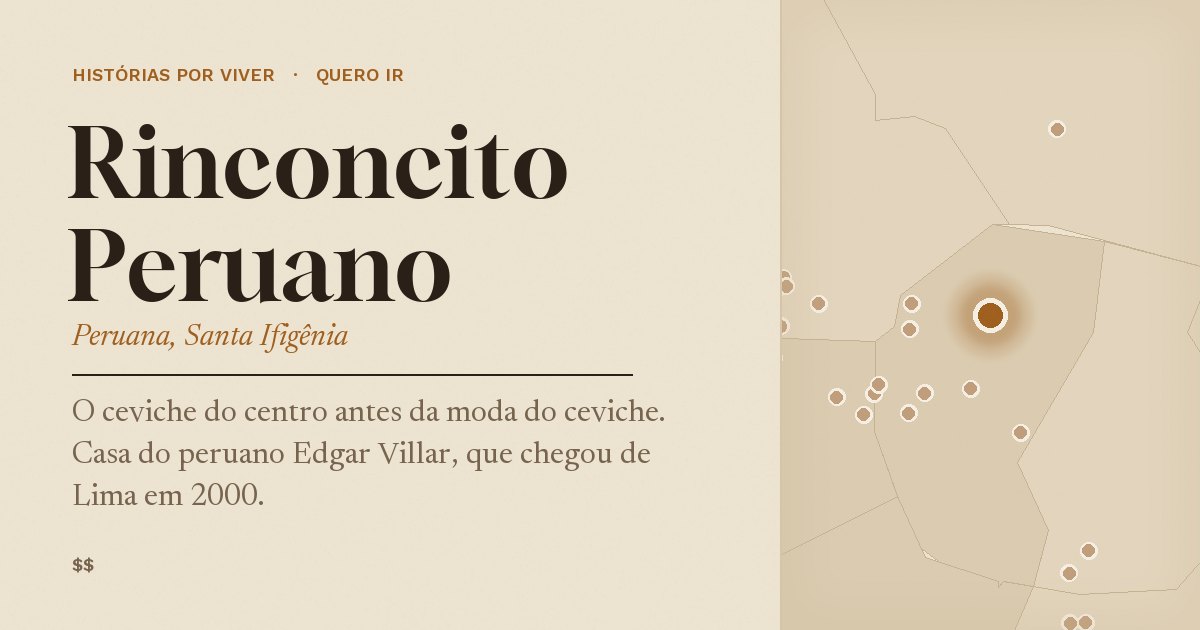 HISTÓRIAS POR VIVER · QUERO IR
Rinconcito
Peruano
Peruana, Santa Ifigênia
O ceviche do centro antes da moda do ceviche.
Casa do peruano Edgar Villar, que chegou de
Lima em 2000.
$$